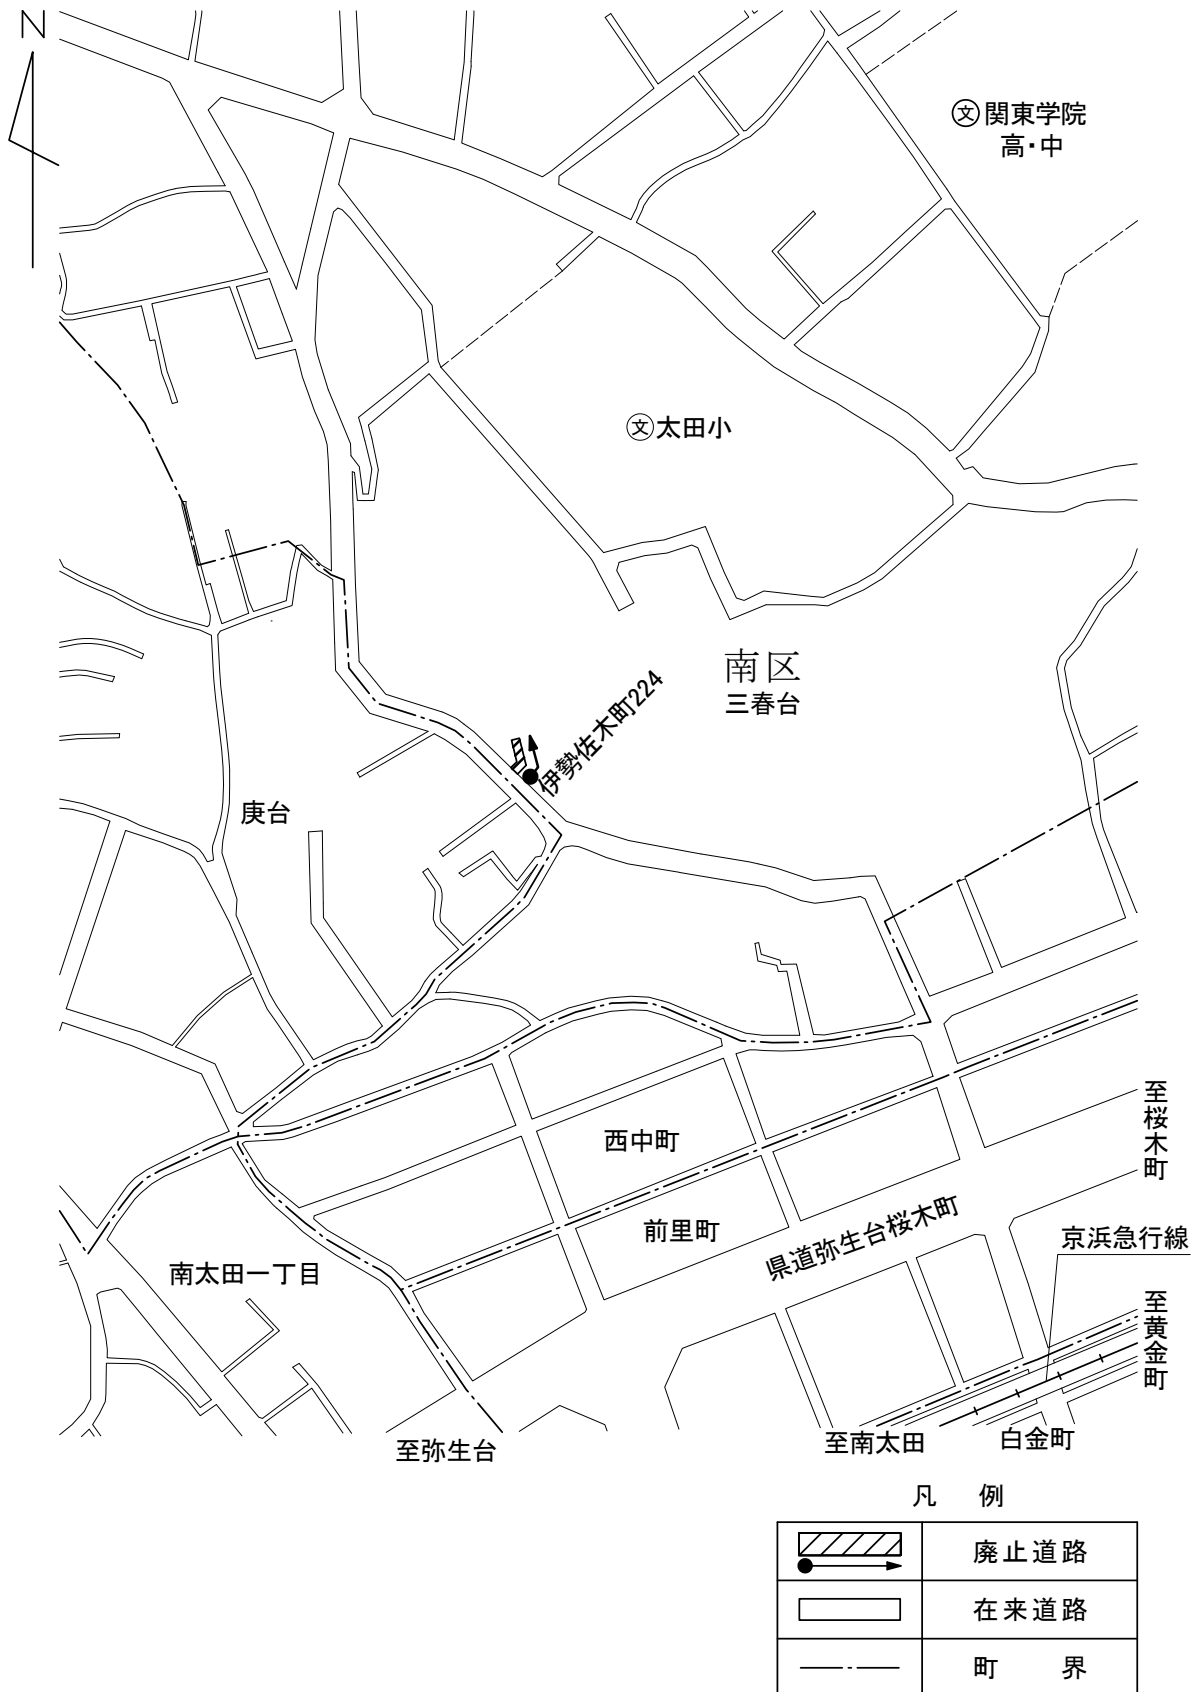 N
文 関東学院
高・中
文 太田小
南区
三春台
伊勢佐木町224
庚台
西中町
前里町
至桜木町
県道弥生台桜木町
京浜急行線
南太田一丁目
至黄金町
至弥生台
至南太田
白金町
凡 例
廃止道路
在来道路
町 界